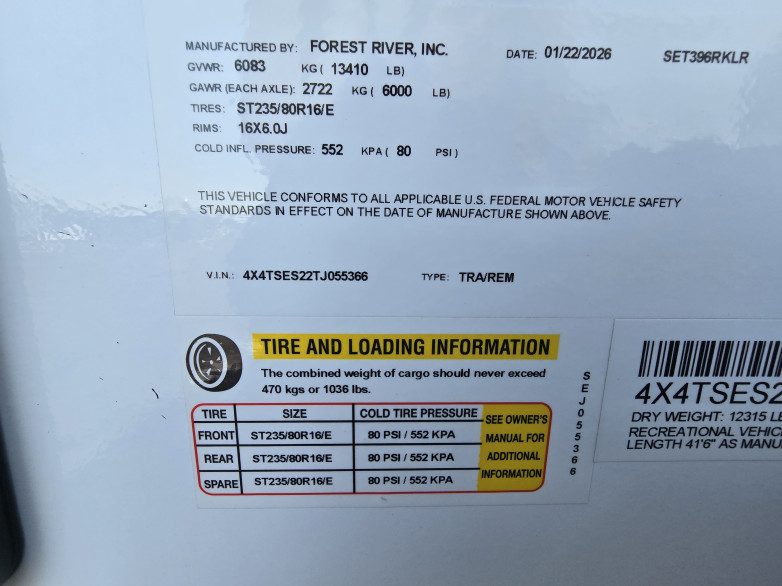 MANUFACTURED BY: FOREST RIVER, INC. DATE: 01/22/2026 SET396RKLR
GVWR: 6083 KG ( 13410 LB)
GAWR (EACH AXLE): 2722 KG ( 6000 LB)
TIRES: ST235/80R16/E
RIMS: 16X6.0J
COLD INFL. PRESSURE: 552 KPA ( 80 PSI )
THIS VEHICLE CONFORMS TO ALL APPLICABLE U.S. FEDERAL MOTOR VEHICLE SAFETY
STANDARDS IN EFFECT ON THE DATE OF MANUFACTURE SHOWN ABOVE.
V.I.N.: 4X4TSES22TJ055366 TYPE: TRA/REM
TIRE AND LOADING INFORMATION
The combined weight of cargo should never exceed
470 kgs or 1036 lbs.
TIRE SIZE COLD TIRE PRESSURE
FRONT ST235/80R16/E 80 PSI / 552 KPA
REAR ST235/80R16/E 80 PSI / 552 KPA
SPARE ST235/80R16/E 80 PSI / 552 KPA
SEE OWNER'S
MANUAL FOR
ADDITIONAL
INFORMATION
SEJ055366
4X4TSES2
DRY WEIGHT: 12315 LB
RECREATIONAL VEHIC
LENGTH 41'6" AS MANU